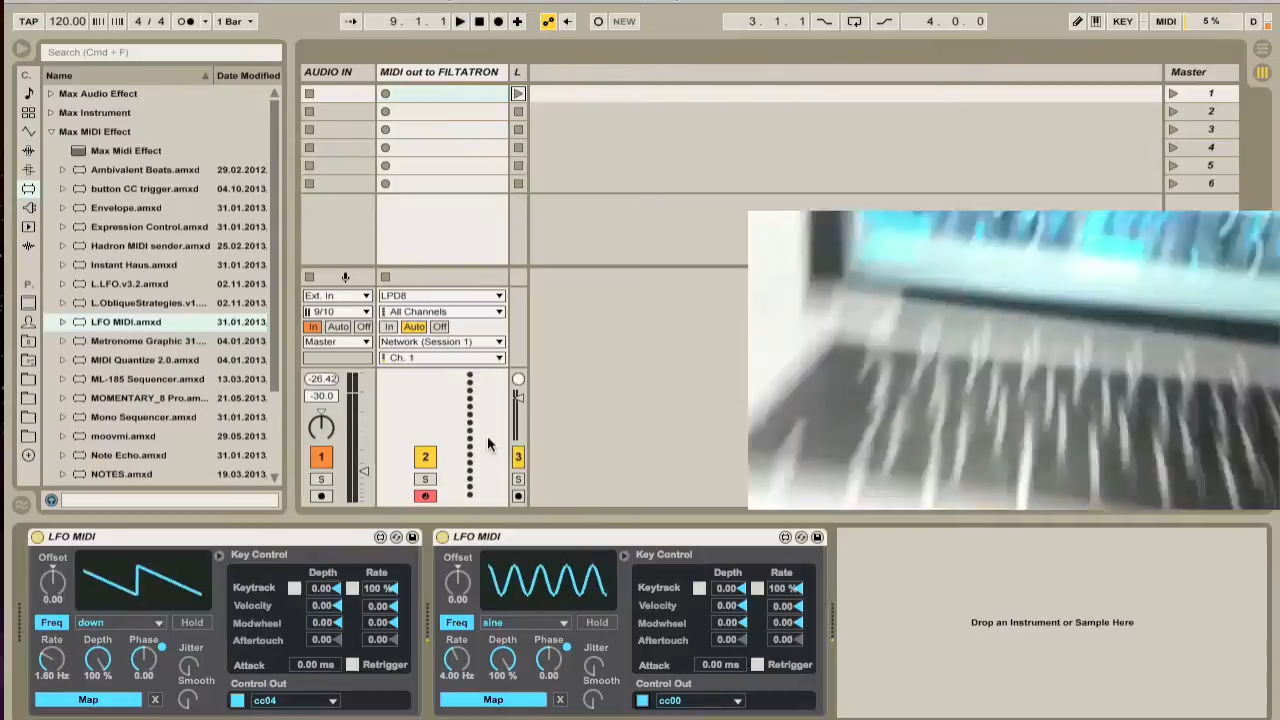 TAP 120.00 4 / 4 1 Bar 9. 1. 1 NEW 3. 1. 1 4. 0. 0 KEY MIDI 5 % D
Search (Cmd + F)
C. Name Date Modified
Max Audio Effect
Max Instrument
Max MIDI Effect
Max Midi Effect
Ambivalent Beats.amxd 29.02.2012,
button CC trigger.amxd 04.10.2013,
Envelope.amxd 31.01.2013,
Expression Control.amxd 31.01.2013,
Hadron MIDI sender.amxd 25.02.2013,
Instant Haus.amxd 31.01.2013,
L.LFO.v3.2.amxd 02.11.2013,
P. L.ObliqueStrategies.v1.... 02.11.2013,
LFO MIDI.amxd 31.01.2013,
Metronome Graphic 31.... 04.01.2013,
MIDI Quantize 2.0.amxd 04.01.2013,
ML-185 Sequencer.amxd 13.03.2013,
MOMENTARY_8 Pro.am... 21.05.2013,
Mono Sequencer.amxd 31.01.2013,
moovmi.amxd 29.05.2013,
Note Echo.amxd 31.01.2013,
NOTES.amxd 19.03.2013,
AUDIO IN MIDI out to FILTATRON L Master
1
2
3
4
5
6
Ext. In LPD8
9/10 All Channels
In Auto Off In Auto Off
Master Network (Session 1)
Ch. 1
-26.42
-30.0
1 2 3
S S S
LFO MIDI
Offset Key Control
Depth Rate
0.00 Keytrack 0.00 100 %
Velocity 0.00 0.00
Freq down Hold Modwheel 0.00 0.00
Rate Depth Phase Jitter Aftertouch 0.00 0.00
1.60 Hz 100 % 0.00 Smooth Attack 0.00 ms Retrigger
Control Out
Map X cc04
LFO MIDI
Offset Key Control
Depth Rate
0.00 Keytrack 0.00 100 %
Velocity 0.00 0.00
Freq sine Hold Modwheel 0.00 0.00
Rate Depth Phase Jitter Aftertouch 0.00 0.00
4.00 Hz 100 % 0.00 Smooth Attack 0.00 ms Retrigger
Control Out
Map X cc00
Drop an Instrument or Sample Here